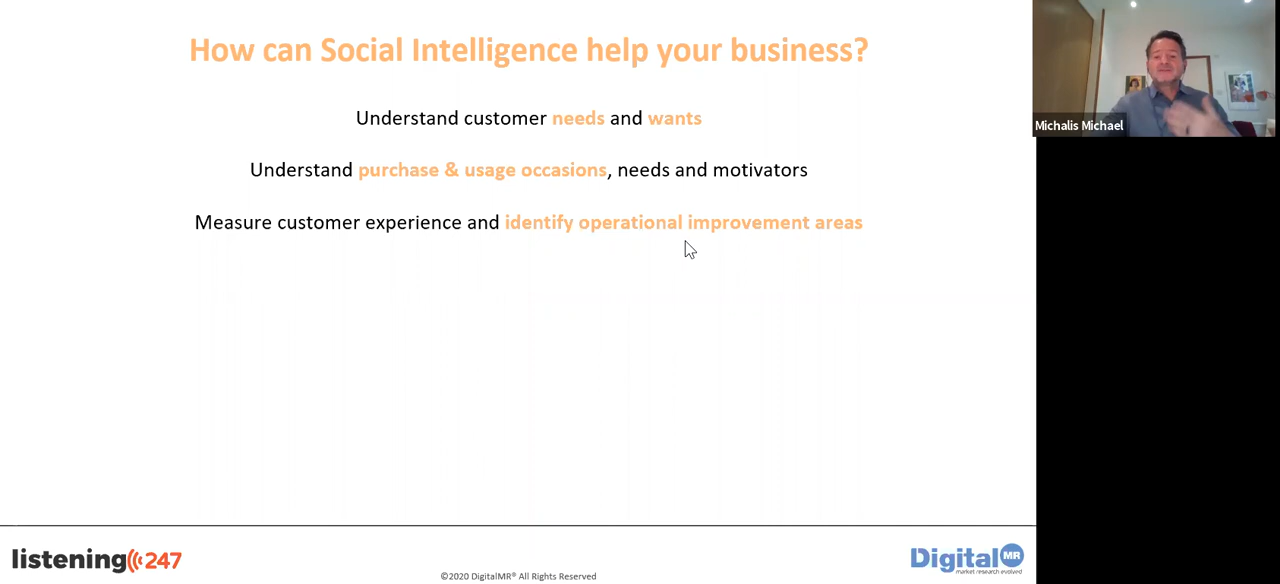 How can Social Intelligence help your business?
Michalis Michael
Understand customer needs and wants
Understand purchase & usage occasions, needs and motivators
Measure customer experience and identify operational improvement areas
listening 247
Digital MR
market research evolved
©2020 DigitalMR® All Rights Reserved